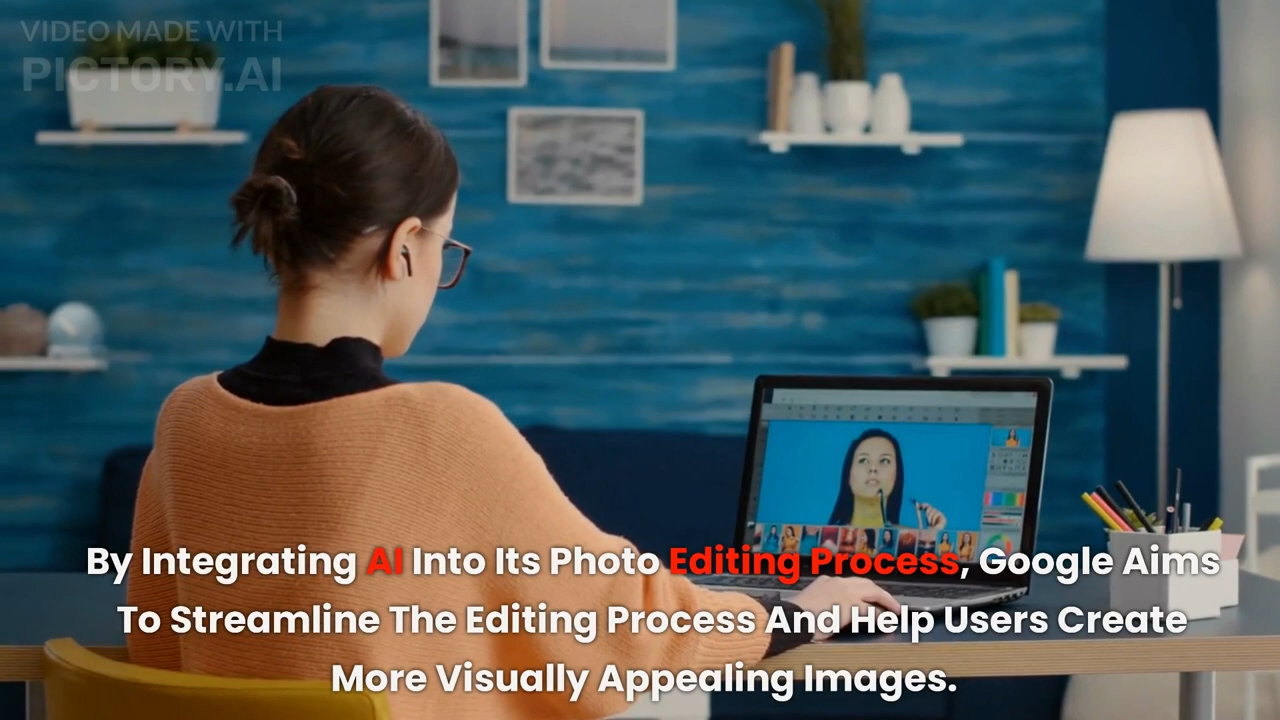 VIDEO MADE WITH
PICTORY.AI
By Integrating AI Into Its Photo Editing Process, Google Aims
To Streamline The Editing Process And Help Users Create
More Visually Appealing Images.